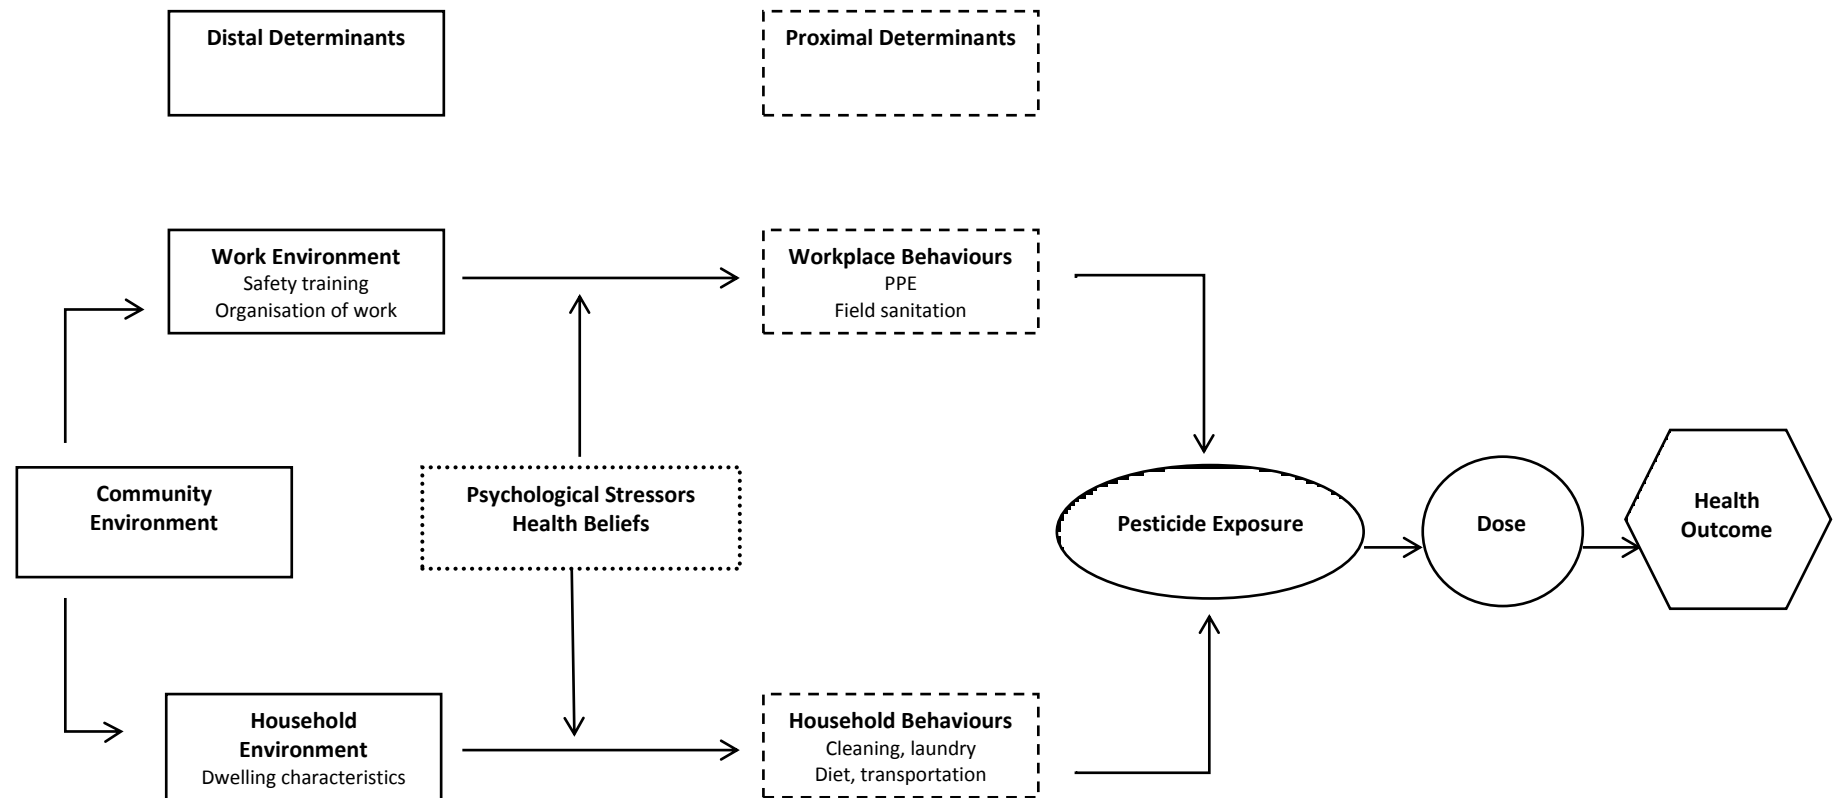 Distal Determinants
Proximal Determinants
Work Environment
Safety training
Organisation of work
Workplace Behaviours
PPE
Field sanitation
Community
Environment
Psychological Stressors
Health Beliefs
Pesticide Exposure
Dose
Health
Outcome
Household
Environment
Dwelling characteristics
Household Behaviours
Cleaning, laundry
Diet, transportation